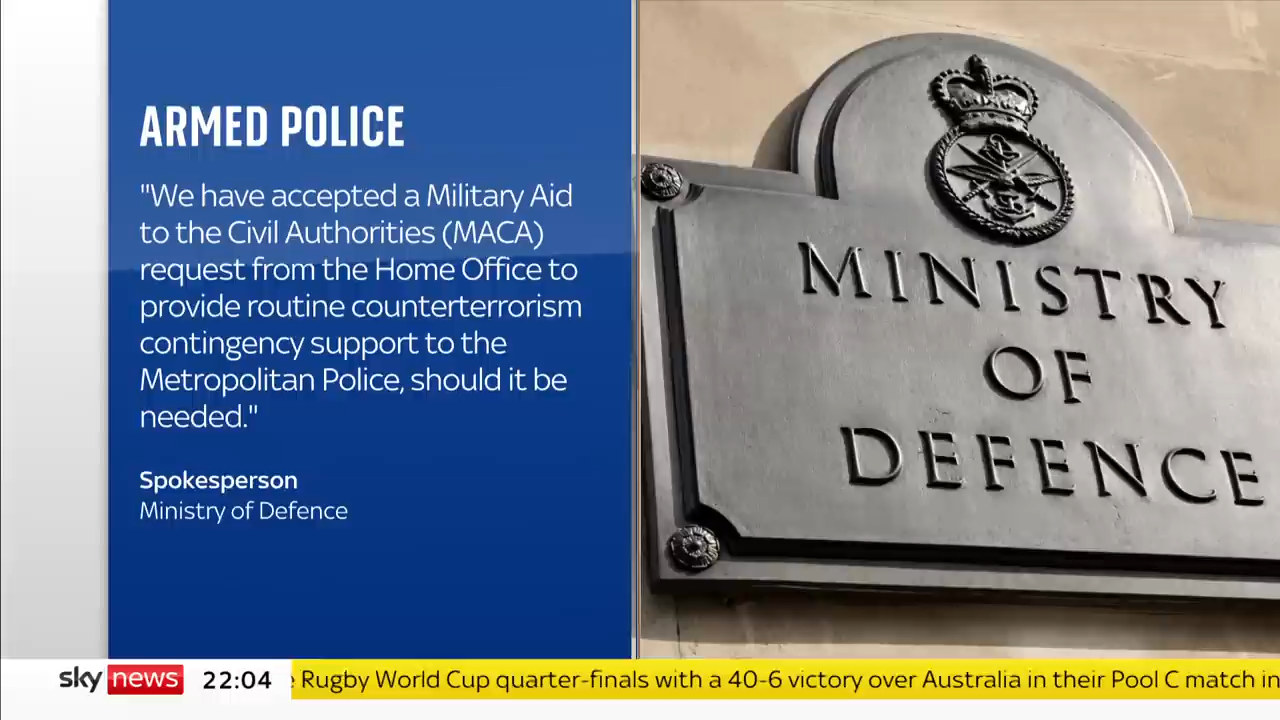 ARMED POLICE
"We have accepted a Military Aid
to the Civil Authorities (MACA)
request from the Home Office to
provide routine counterterrorism
contingency support to the
Metropolitan Police, should it be
needed."
Spokesperson
Ministry of Defence
MINISTRY
OF
DEFENCE
sky news 22:04 Rugby World Cup quarter-finals with a 40-6 victory over Australia in their Pool C match in